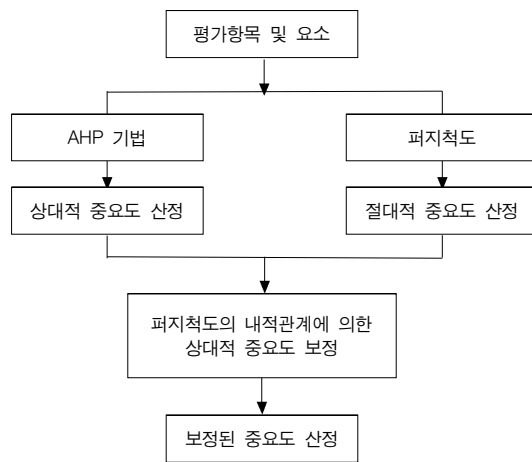 평가항목 및 요소
AHP 기법
퍼지척도
상대적 중요도 산정
절대적 중요도 산정
퍼지척도의 내적관계에 의한
상대적 중요도 보정
보정된 중요도 산정